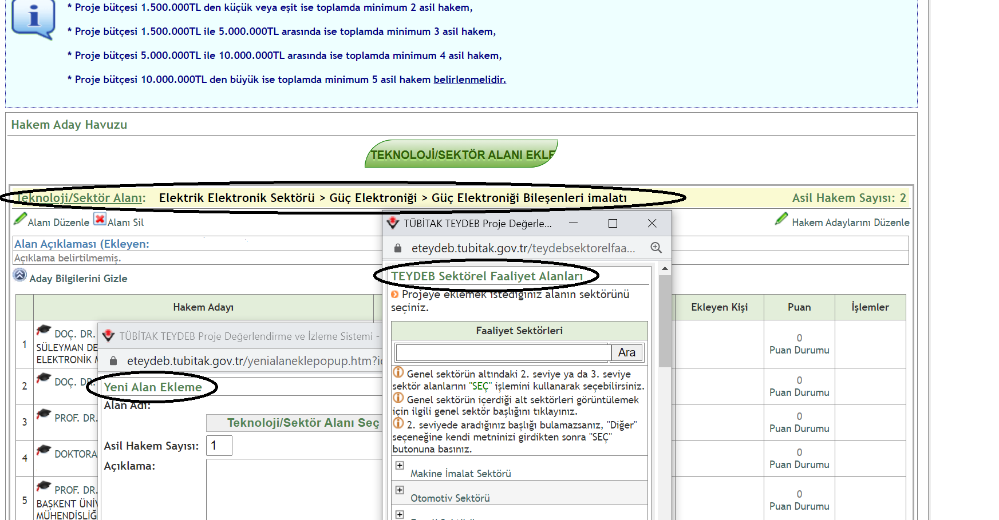 * Proje bütçesi 1.500.000TL den küçük veya eşit ise toplamda minimum 2 asil hakem,
* Proje bütçesi 1.500.000TL ile 5.000.000TL arasında ise toplamda minimum 3 asil hakem,
* Proje bütçesi 5.000.000TL ile 10.000.000TL arasında ise toplamda minimum 4 asil hakem,
* Proje bütçesi 10.000.000TL den büyük ise toplamda minimum 5 asil hakem belirlenmelidir.
Hakem Aday Havuzu
TEKNOLOJİ/SEKTÖR ALANI EKLE
Teknoloji/Sektör Alanı: Elektrik Elektronik Sektörü > Güç Elektroniği > Güç Elektroniği Bileşenleri imalatı Asil Hakem Sayısı: 2
Alanı Düzenle Alanı Sil Hakem Adaylarını Düzenle
Alan Açıklaması (Ekleyen:
Açıklama belirtilmemiş.
Aday Bilgilerini Gizle
Hakem Adayı Ekleyen Kişi Puan İşlemler
1 DOÇ. DR.
SÜLEYMAN DE
ELEKTRONİK
0
Puan Durumu
2 DOÇ. DR.
0
Puan Durumu
3 PROF. DR.
0
Puan Durumu
4 DOKTORA
0
Puan Durumu
5 PROF. DR.
BAŞKENT ÜNİV
MÜHENDİSLİĞ
0
Puan Durumu
TÜBİTAK TEYDEB Proje Değerlendirme ve İzleme Sistemi -
eteydeb.tubitak.gov.tr/yenialaneklepopup.htm?
Yeni Alan Ekleme
Alan Adı:
Teknoloji/Sektör Alanı Seç
Asil Hakem Sayısı: 1
Açıklama:
TÜBİTAK TEYDEB Proje Değerle...
eteydeb.tubitak.gov.tr/teydebsektorelfaa...
TEYDEB Sektörel Faaliyet Alanları
Projeye eklemek istediğiniz alanın sektörünü
seçiniz.
Faaliyet Sektörleri
Ara
Genel sektörün altındaki 2. seviye ya da 3. seviye
sektör alanlarını "SEÇ" işlemini kullanarak seçebilirsiniz.
Genel sektörün içerdiği alt sektörleri görüntülemek
için ilgili genel sektör başlığını tıklayınız.
2. seviyede aradığınız başlığı bulamazsanız, "Diğer"
seçeneğine kendi metninizi girdikten sonra "SEÇ"
butonuna basınız.
Makine İmalat Sektörü
Otomotiv Sektörü